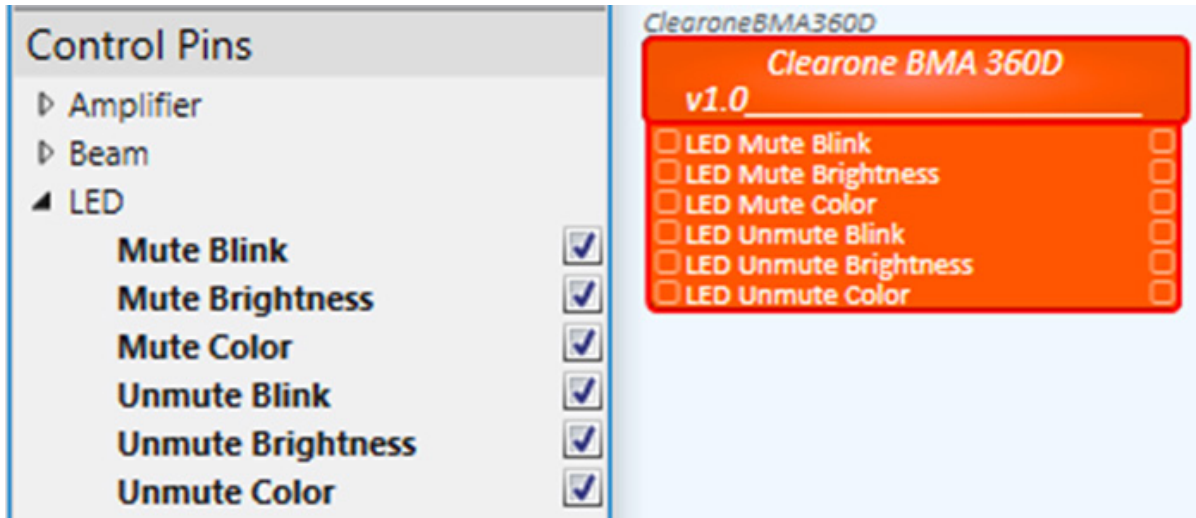 Control Pins
Amplifier
Beam
LED
Mute Blink
Mute Brightness
Mute Color
Unmute Blink
Unmute Brightness
Unmute Color
ClearoneBMA360D
Clearone BMA 360D
v1.0
LED Mute Blink
LED Mute Brightness
LED Mute Color
LED Unmute Blink
LED Unmute Brightness
LED Unmute Color